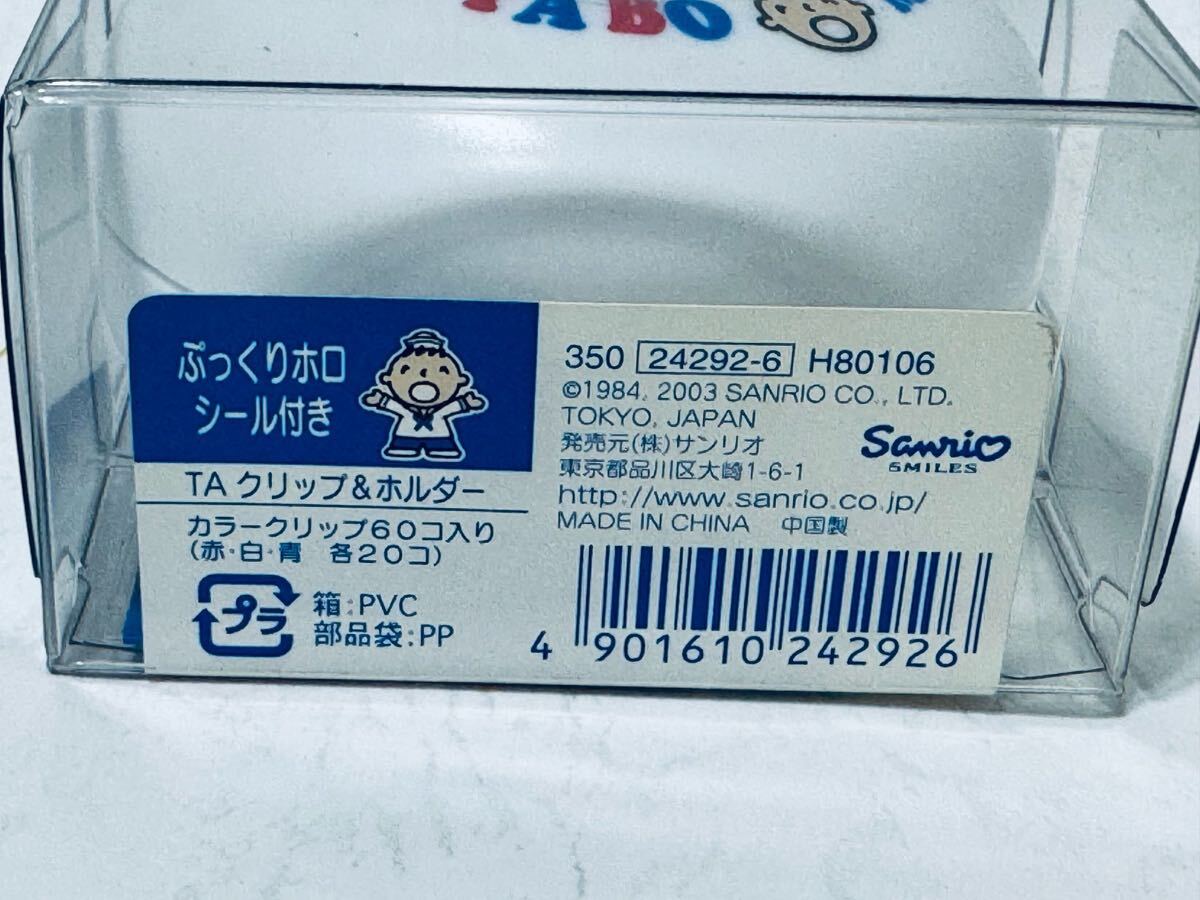 TABO
ぷっくりホロ
シール付き
TA クリップ&ホルダー
カラークリップ60コ入り
(赤・白・青 各20コ)
プラ
箱:PVC
部品袋:PP
350 24292-6 H80106
©1984, 2003 SANRIO CO., LTD.
TOKYO, JAPAN
発売元(株)サンリオ
東京都品川区大崎1-6-1
http://www.sanrio.co.jp/
MADE IN CHINA 中国製
Sanrio
SMILES
4 901610 242926